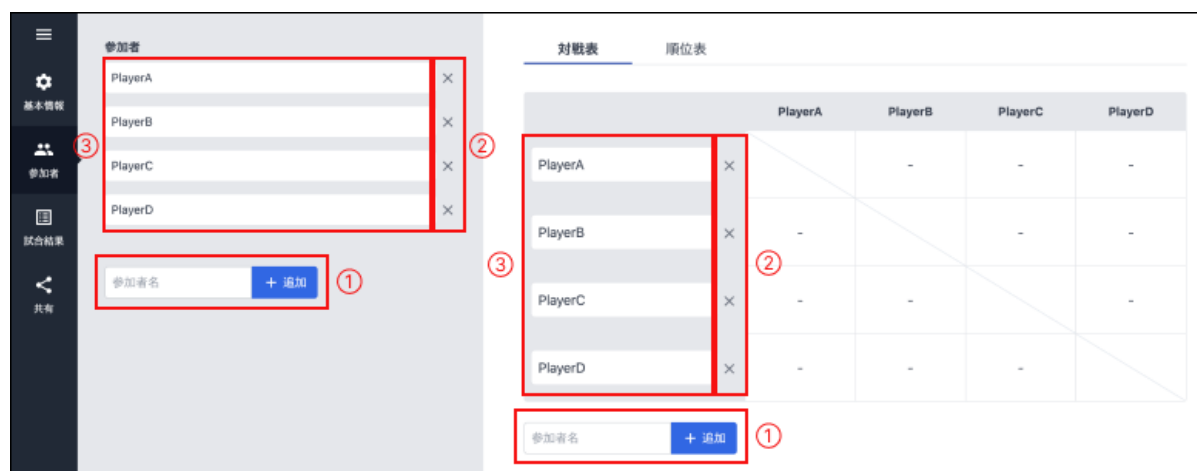 基本情報
参加者
試合結果
共有
参加者
PlayerA
PlayerB
PlayerC
PlayerD
③
②
参加者名
+ 追加
①
対戦表
順位表
PlayerA
PlayerB
PlayerC
PlayerD
PlayerA
- - -
PlayerB
- - -
PlayerC
- - -
PlayerD
- - -
③
②
参加者名
+ 追加
①